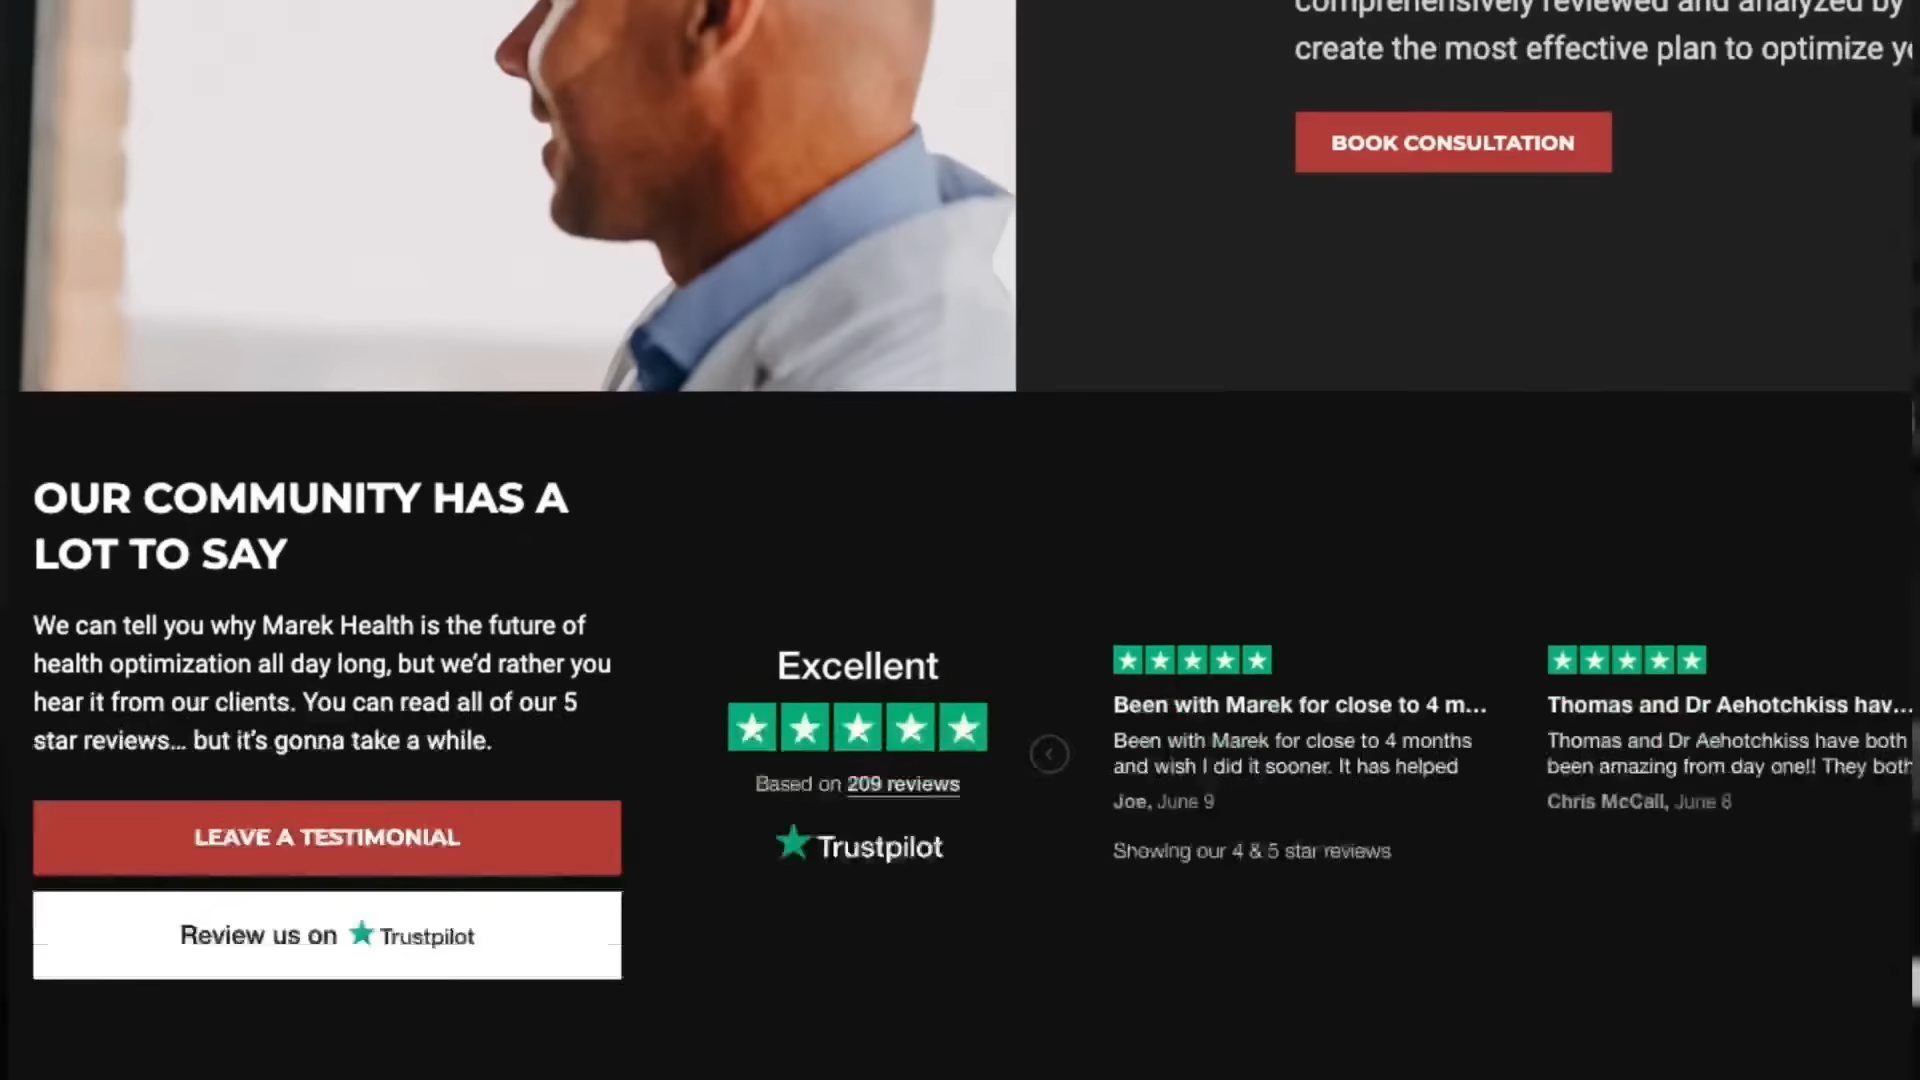 comprehensively reviewed and analyzed by
create the most effective plan to optimize
BOOK CONSULTATION
OUR COMMUNITY HAS A
LOT TO SAY
We can tell you why Marek Health is the future of
health optimization all day long, but we’d rather you
hear it from our clients. You can read all of our 5
star reviews... but it’s gonna take a while.
LEAVE A TESTIMONIAL
Review us on Trustpilot
Excellent
Based on 209 reviews
Trustpilot
Been with Marek for close to 4 m...
Been with Marek for close to 4 months
and wish I did it sooner. It has helped
Joe, June 9
Showing our 4 & 5 star reviews
Thomas and Dr Aehotchkiss hav...
Thomas and Dr Aehotchkiss have both
been amazing from day one!! They both
Chris McCall, June 8